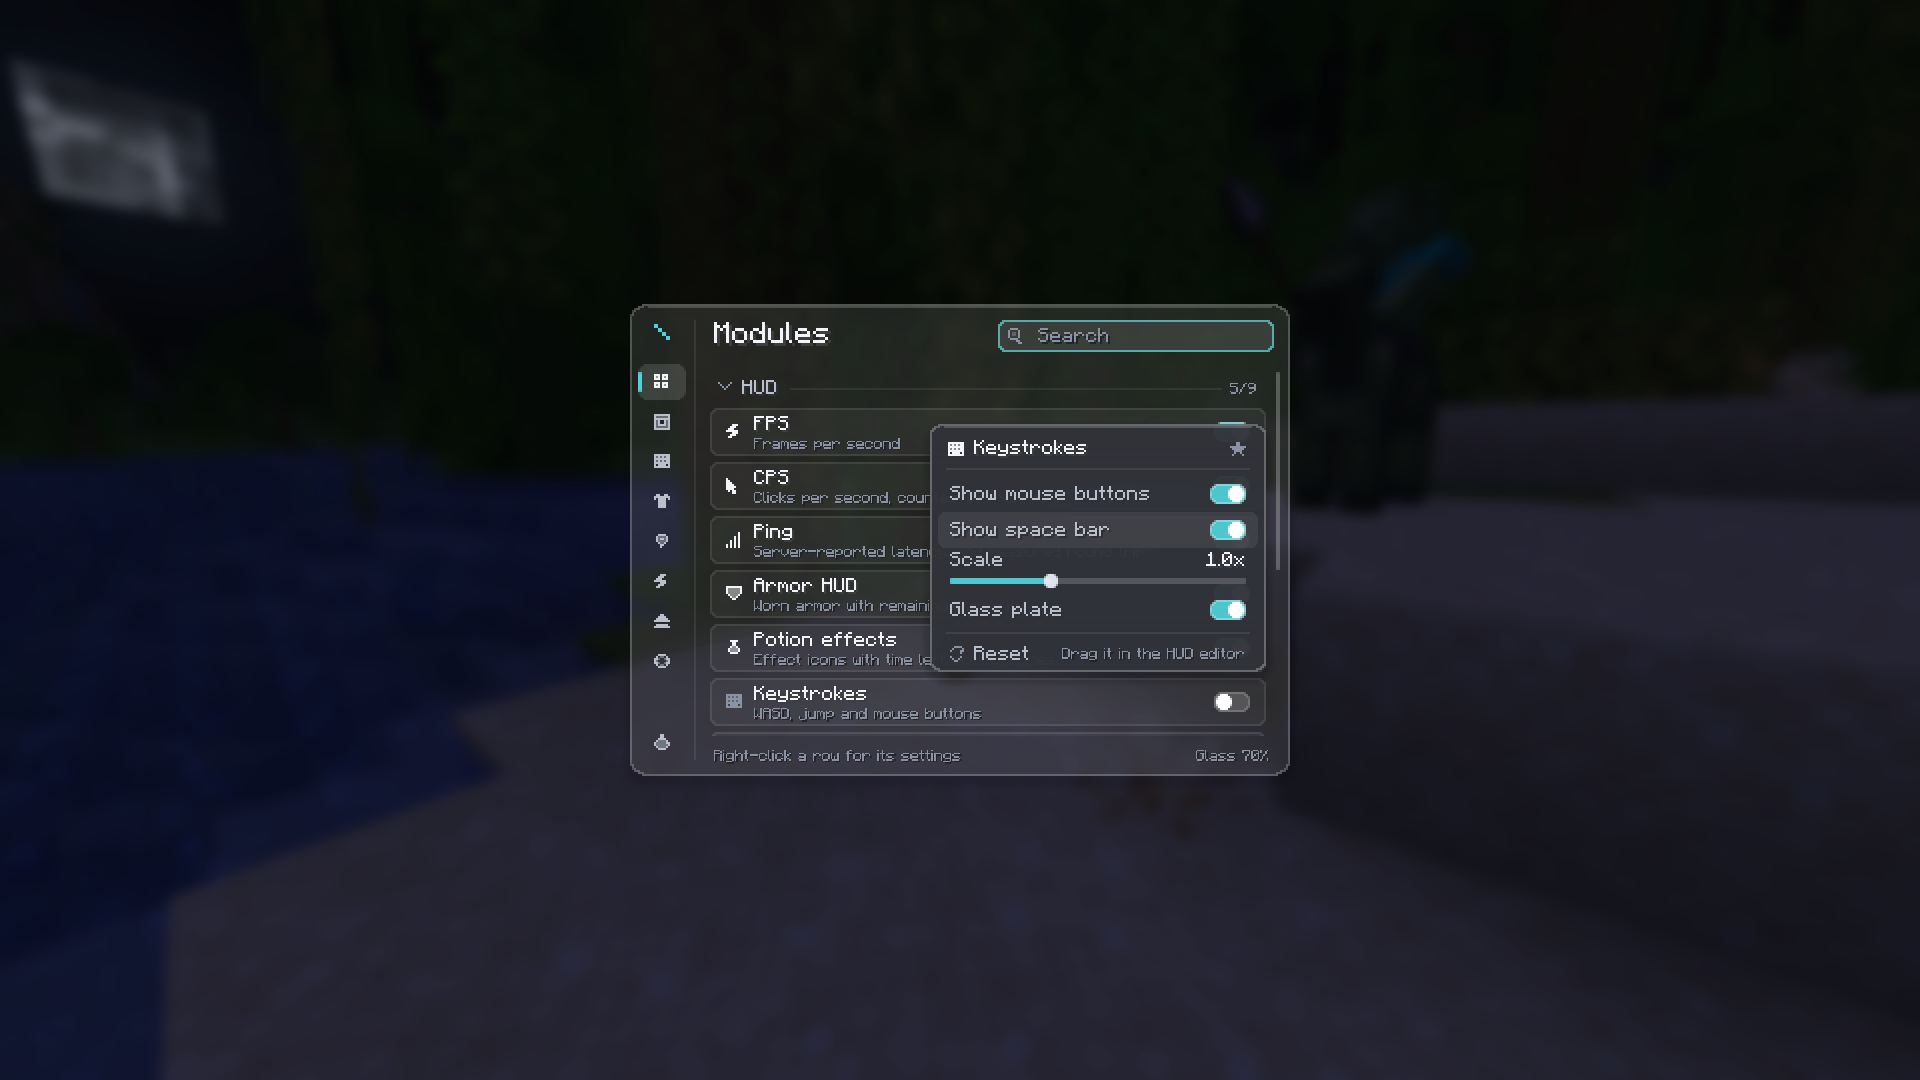 Modules
Search
HUD
5/9
FPS
Frames per second
CPS
Clicks per second, coun
Ping
Server-reported laten
Armor HUD
Worn armor with remaini
Potion effects
Effect icons with time le
Keystrokes
WASD, jump and mouse buttons
Keystrokes
Show mouse buttons
Show space bar
Scale
1.0x
Glass plate
Reset
Drag it in the HUD editor
Right-click a row for its settings
Glass 70%